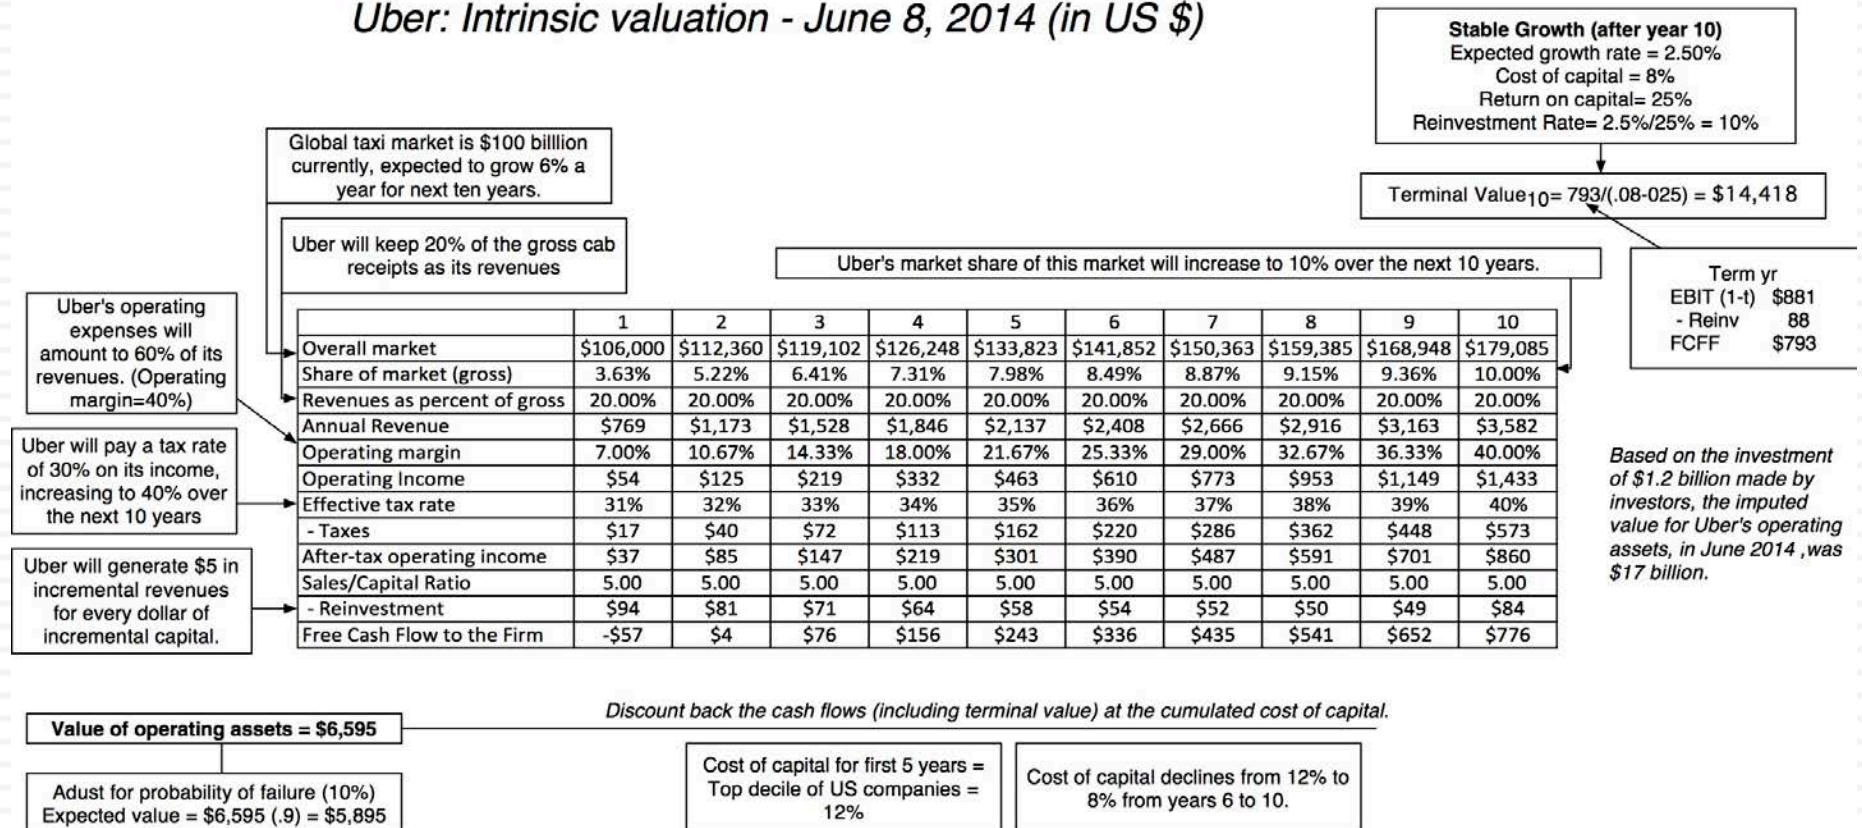 Uber: Intrinsic valuation - June 8, 2014 (in US $)
Stable Growth (after year 10)
Expected growth rate = 2.50%
Cost of capital = 8%
Return on capital= 25%
Reinvestment Rate= 2.5%/25% = 10%
Global taxi market is $100 billlion
currently, expected to grow 6% a
year for next ten years.
Terminal Value10= 793/(.08-025) = $14,418
Uber will keep 20% of the gross cab
receipts as its revenues
Uber's market share of this market will increase to 10% over the next 10 years.
Term yr
EBIT (1-t) $881
- Reinv 88
FCFF $793
Uber's operating
expenses will
amount to 60% of its
revenues. (Operating
margin=40%)
Uber will pay a tax rate
of 30% on its income,
increasing to 40% over
the next 10 years
Uber will generate $5 in
incremental revenues
for every dollar of
incremental capital.
1 2 3 4 5 6 7 8 9 10
Overall market $106,000 $112,360 $119,102 $126,248 $133,823 $141,852 $150,363 $159,385 $168,948 $179,085
Share of market (gross) 3.63% 5.22% 6.41% 7.31% 7.98% 8.49% 8.87% 9.15% 9.36% 10.00%
Revenues as percent of gross 20.00% 20.00% 20.00% 20.00% 20.00% 20.00% 20.00% 20.00% 20.00% 20.00%
Annual Revenue $769 $1,173 $1,528 $1,846 $2,137 $2,408 $2,666 $2,916 $3,163 $3,582
Operating margin 7.00% 10.67% 14.33% 18.00% 21.67% 25.33% 29.00% 32.67% 36.33% 40.00%
Operating Income $54 $125 $219 $332 $463 $610 $773 $953 $1,149 $1,433
Effective tax rate 31% 32% 33% 34% 35% 36% 37% 38% 39% 40%
- Taxes $17 $40 $72 $113 $162 $220 $286 $362 $448 $573
After-tax operating income $37 $85 $147 $219 $301 $390 $487 $591 $701 $860
Sales/Capital Ratio 5.00 5.00 5.00 5.00 5.00 5.00 5.00 5.00 5.00 5.00
- Reinvestment $94 $81 $71 $64 $58 $54 $52 $50 $49 $84
Free Cash Flow to the Firm -$57 $4 $76 $156 $243 $336 $435 $541 $652 $776
Based on the investment
of $1.2 billion made by
investors, the imputed
value for Uber's operating
assets, in June 2014 ,was
$17 billion.
Discount back the cash flows (including terminal value) at the cumulated cost of capital.
Value of operating assets = $6,595
Adust for probability of failure (10%)
Expected value = $6,595 (.9) = $5,895
Cost of capital for first 5 years =
Top decile of US companies =
12%
Cost of capital declines from 12% to
8% from years 6 to 10.